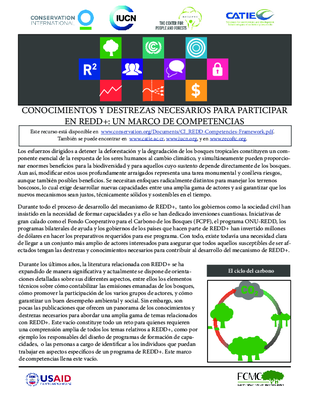 CONSERVATION
INTERNATIONAL
IUCN
THE CENTER FOR
PEOPLE AND FORESTS
CATIE
R²
CONOCIMIENTOS Y DESTREZAS NECESARIOS PARA PARTICIPAR
EN REDD+: UN MARCO DE COMPETENCIAS
Este recurso está disponible en www.conservation.org/Documents/CI_REDD-Competencies-Framework.pdf.
También se puede encontrar en www.catie.ac.cr, www.iucn.org, y en www.recoftc.org.
Los esfuerzos dirigidos a detener la deforestación y la degradación de los bosques tropicales constituyen un com-
ponente esencial de la respuesta de los seres humanos al cambio climático, y simultáneamente pueden proporcio-
nar enormes beneficios para la biodiversidad y para aquellos cuyo sustento depende directamente de los bosques.
Aun así, modificar estos usos profundamente arraigados representa una tarea monumental y conlleva riesgos,
aunque también posibles beneficios. Se necesitan enfoques radicalmente distintos para manejar los terrenos
boscosos, lo cual exige desarrollar nuevas capacidades entre una amplia gama de actores y así garantizar que los
nuevos mecanismos sean justos, técnicamente sólidos y sostenibles en el tiempo.
Durante todo el proceso de desarrollo del mecanismo de REDD+, tanto los gobiernos como la sociedad civil han
insistido en la necesidad de formar capacidades y a ello se han dedicado inversiones cuantiosas. Iniciativas de
gran calado como el Fondo Cooperativo para el Carbono de los Bosques (FCPF), el programa ONU-REDD, los
programas bilaterales de ayuda y los gobiernos de los países que hacen parte de REDD+ han invertido millones
de dólares en hacer los preparativos requeridos para ese programa. Con todo, existe todavía una necesidad clara
de llegar a un conjunto más amplio de actores interesados para asegurar que todos aquellos susceptibles de ser af-
ectados tengan las destrezas y conocimientos necesarios para contribuir al desarrollo del mecanismo de REDD+.
Durante los últimos años, la literatura relacionada con REDD+ se ha
expandido de manera significativa y actualmente se dispone de orienta-
ciones detalladas sobre sus diferentes aspectos, entre ellos los elementos
técnicos sobre cómo contabilizar las emisiones emanadas de los bosques,
cómo promover la participación de los varios grupos de actores, y cómo
garantizar un buen desempeño ambiental y social. Sin embargo, son
pocas las publicaciones que ofrecen un panorama de los conocimientos y
destrezas necesarias para abordar una amplia gama de temas relacionados
con REDD+. Este vacío constituye todo un reto para quienes requieren
una comprensión amplia de todos los temas relativos a REDD+, como por
ejemplo los responsables del diseño de programas de formación de capa-
cidades, o las personas a cargo de identificar a los individuos que puedan
trabajar en aspectos específicos de un programa de REDD+. Este marco
de competencias llena este vacío.
El ciclo del carbono
USAID
FCMC